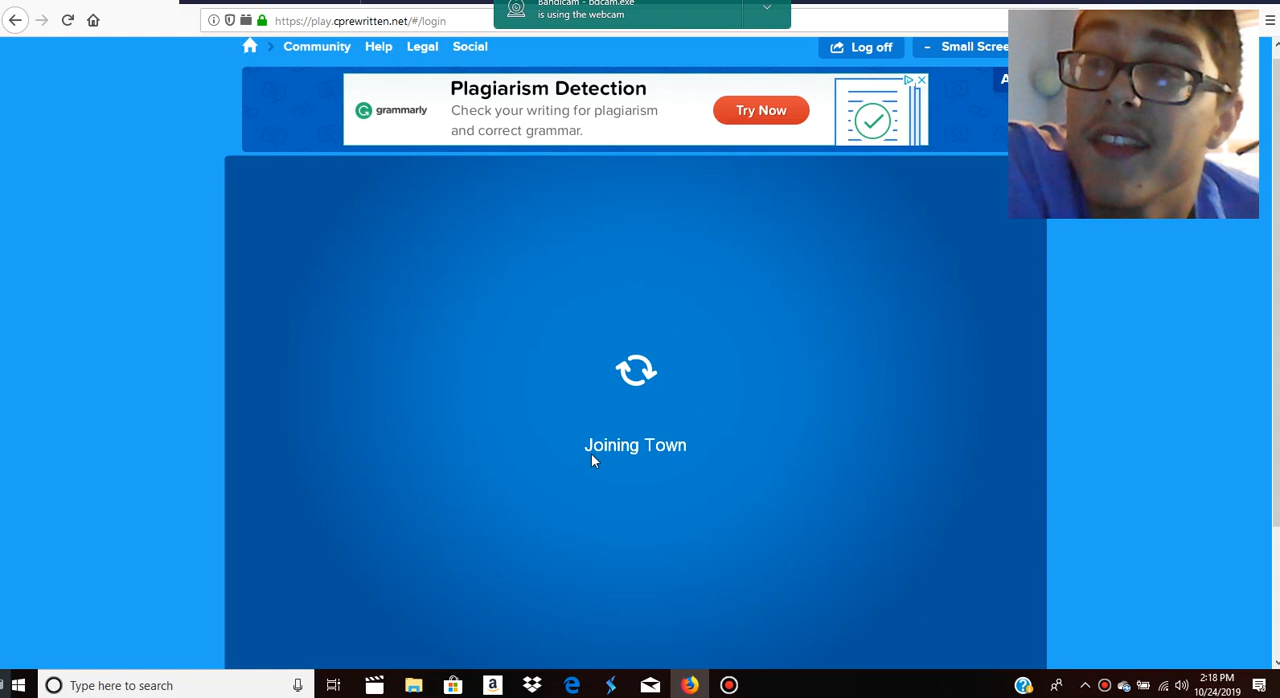 Bandicam - bdcam.exe
is using the webcam
https://play.cprewritten.net/#/login
Community Help Legal Social
Log off
- Small Scree
A
Plagiarism Detection
grammarly
Check your writing for plagiarism
and correct grammar.
Try Now
Joining Town
Type here to search
2:18 PM
10/24/2019